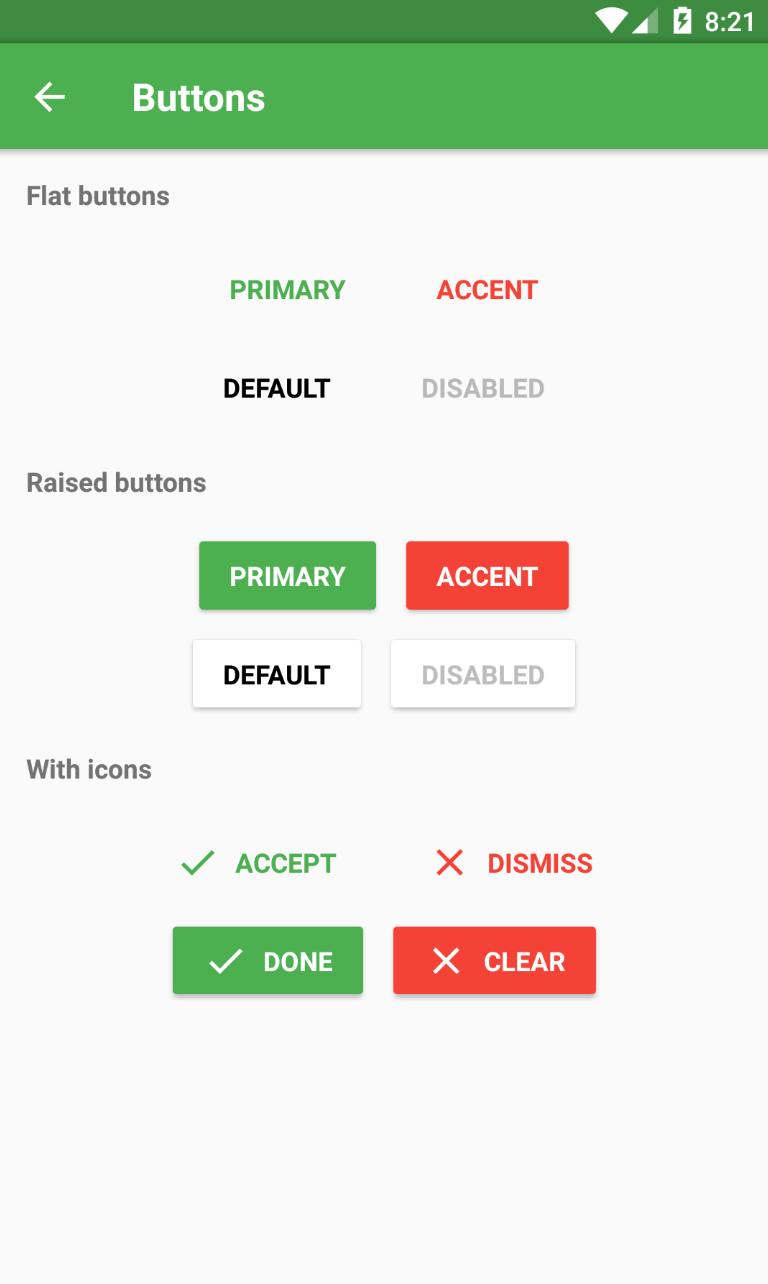 8:21
Buttons
Flat buttons
PRIMARY ACCENT
DEFAULT DISABLED
Raised buttons
PRIMARY ACCENT
DEFAULT DISABLED
With icons
ACCEPT DISMISS
DONE CLEAR